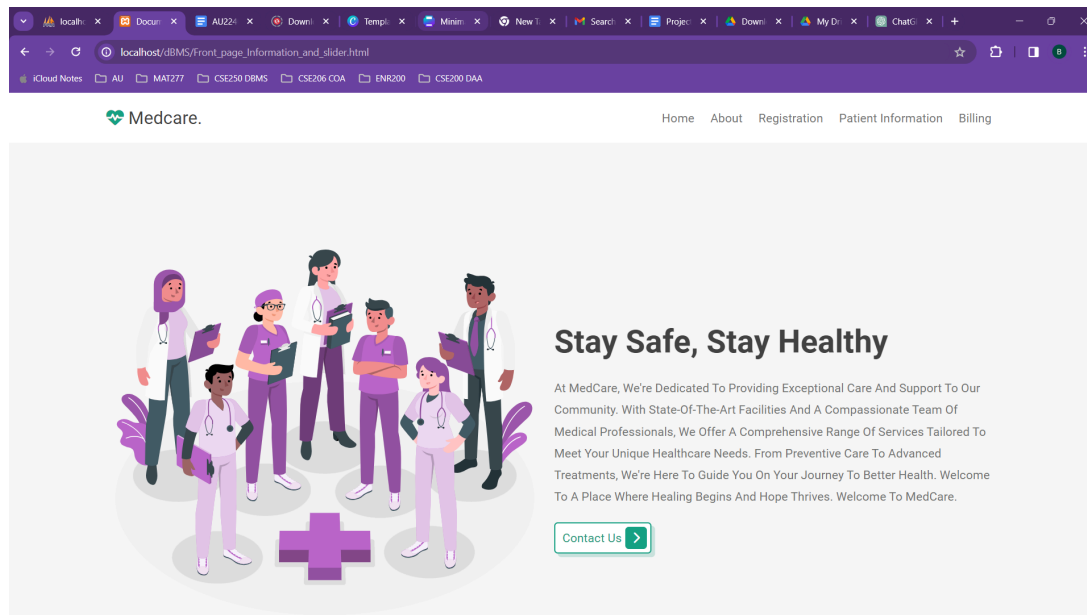 localho
Docum
AU224
Downl
Templa
Minim
New Ta
Search
Project
Downl
My Dri
ChatG
localhost/dBMS/Front_page_Information_and_slider.html
B
iCloud Notes AU MAT277 CSE250 DBMS CSE206 COA ENR200 CSE200 DAA
Medcare.
Home About Registration Patient Information Billing
Stay Safe, Stay Healthy
At MedCare, We're Dedicated To Providing Exceptional Care And Support To Our
Community. With State-Of-The-Art Facilities And A Compassionate Team Of
Medical Professionals, We Offer A Comprehensive Range Of Services Tailored To
Meet Your Unique Healthcare Needs. From Preventive Care To Advanced
Treatments, We're Here To Guide You On Your Journey To Better Health. Welcome
To A Place Where Healing Begins And Hope Thrives. Welcome To MedCare.
Contact Us